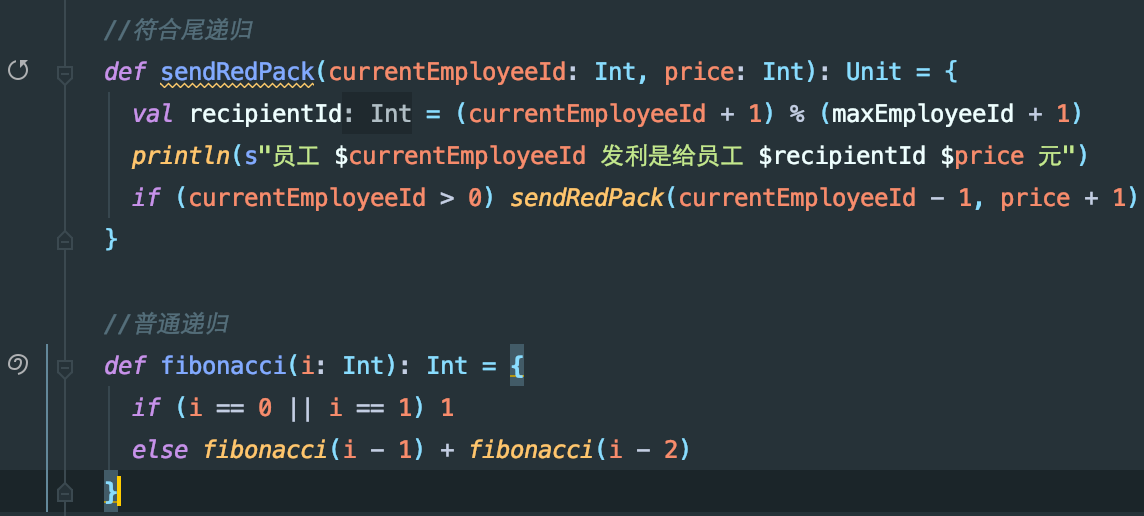 //符合尾递归
def sendRedPack(currentEmployeeId: Int, price: Int): Unit = {
  val recipientId: Int = (currentEmployeeId + 1) % (maxEmployeeId + 1)
  println(s"员工 $currentEmployeeId 发利是给员工 $recipientId $price 元")
  if (currentEmployeeId > 0) sendRedPack(currentEmployeeId - 1, price + 1)
}
//普通递归
def fibonacci(i: Int): Int = {
  if (i == 0 || i == 1) 1
  else fibonacci(i - 1) + fibonacci(i - 2)
}